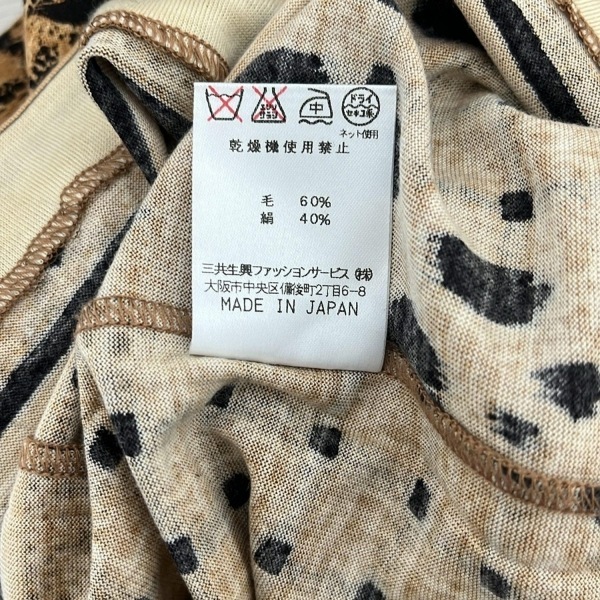 エンソ サラシ 中 ドライ
セキユ系
ネット使用
乾燥機使用禁止
毛 60%
絹 40%
三共生興ファッションサービス(株)
大阪市中央区備後町2丁目6-8
MADE IN JAPAN